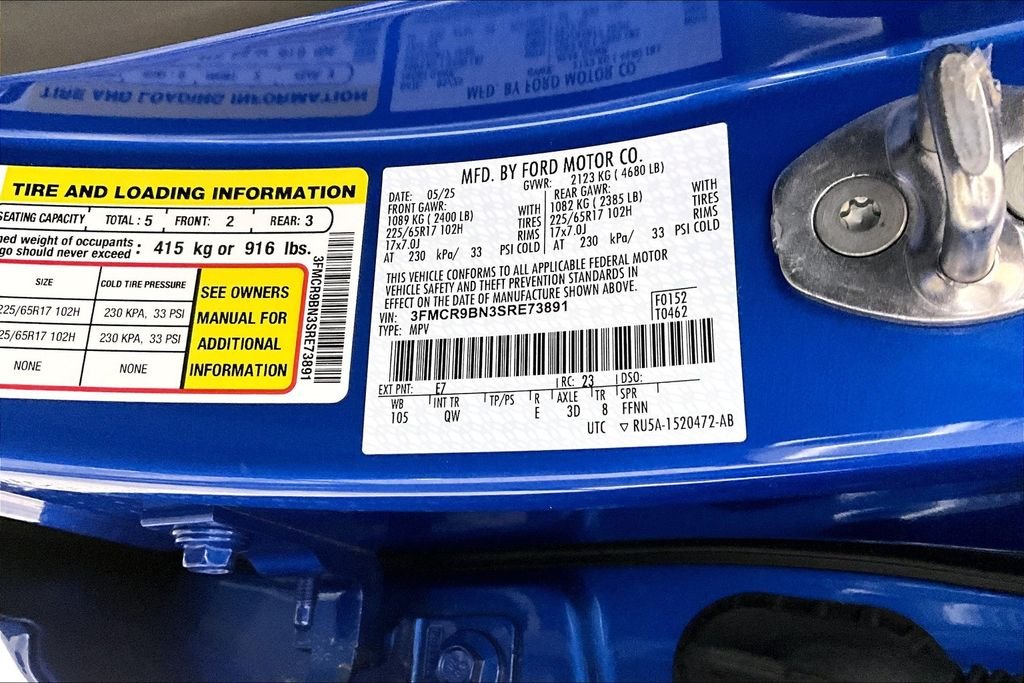 TIRE AND LOADING INFORMATION
SEATING CAPACITY TOTAL : 5 FRONT: 2 REAR: 3
weight of occupants
should never exceed : 415 kg or 916 lbs.
SIZE COLD TIRE PRESSURE
225/65R17 102H 230 KPA, 33 PSI
225/65R17 102H 230 KPA, 33 PSI
NONE NONE
SEE OWNERS
MANUAL FOR
ADDITIONAL
INFORMATION
3FMCR9BN3SRE73891
MFD. BY FORD MOTOR CO.
DATE: 05/25 GVWR: 2123 KG ( 4680 LB)
FRONT GAWR: REAR GAWR:
1089 KG ( 2400 LB) WITH 1082 KG ( 2385 LB) WITH
225/65R17 102H TIRES 225/65R17 102H TIRES
17x7.0J RIMS 17x7.0J RIMS
AT 230 kPa/ 33 PSI COLD AT 230 kPa/ 33 PSI COLD
THIS VEHICLE CONFORMS TO ALL APPLICABLE FEDERAL MOTOR
VEHICLE SAFETY AND THEFT PREVENTION STANDARDS IN
EFFECT ON THE DATE OF MANUFACTURE SHOWN ABOVE.
VIN: 3FMCR9BN3SRE73891 F0152
TYPE: MPV T0462
EXT PNT: E7 RC: 23 DSO:
WB INT TR TP/PS R AXLE TR SPR
105 QW E 3D 8 FFNN
UTC ▽ RU5A-1520472-AB